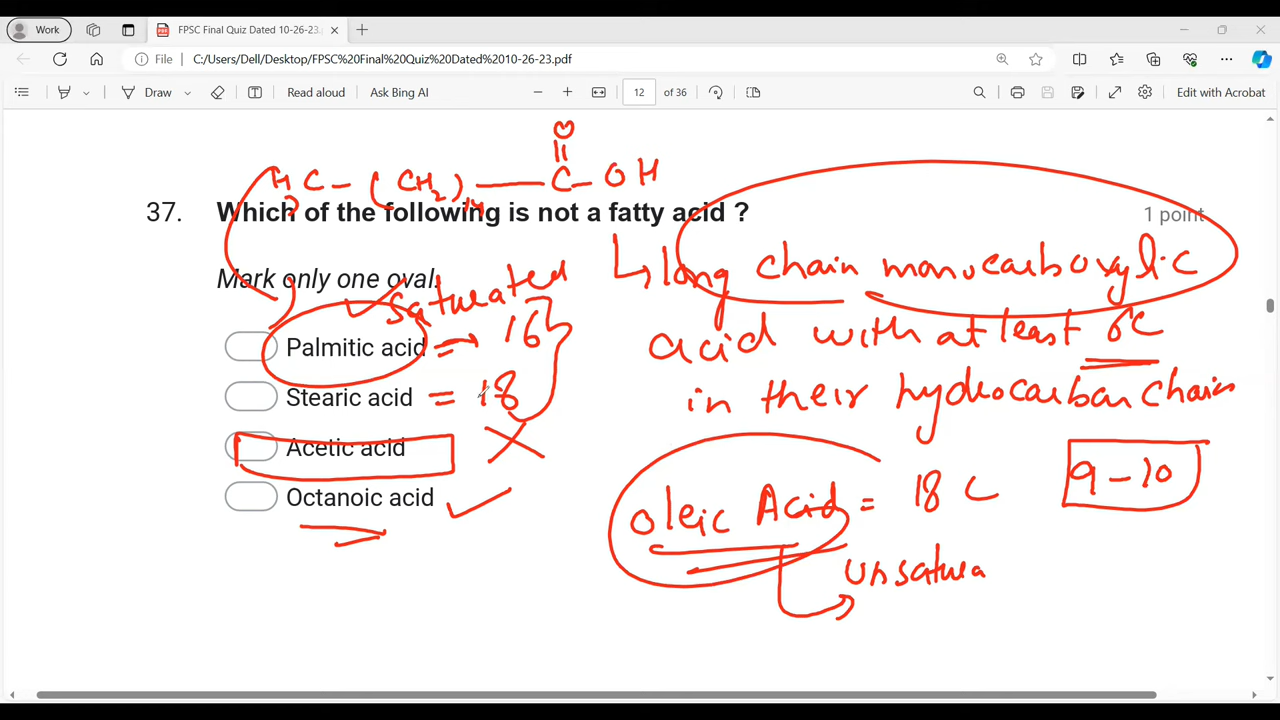 Work
FPSC Final Quiz Dated 10-26-23.
File
C:/Users/Dell/Desktop/FPSC%20Final%20Quiz%20Dated%2010-26-23.pdf
Draw
Read aloud
Ask Bing AI
12 of 36
Edit with Acrobat
O
H3C - (CH2)14 - C - OH
37. Which of the following is not a fatty acid ?
1 point
Mark only one oval.
saturated
long chain monocarboxylic
acid with at least 6C
in their hydrocarbon chain
Palmitic acid → 16
Stearic acid = 18
Acetic acid
Octanoic acid
oleic Acid = 18 C
9-10
Unsatura